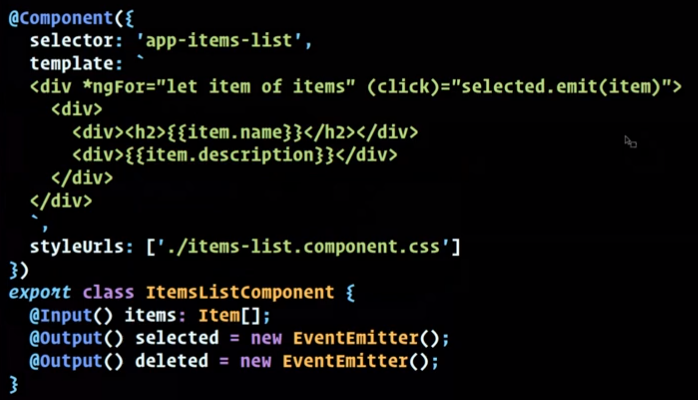 @Component({
  selector: 'app-items-list',
  template: `
  <div *ngFor="let item of items" (click)="selected.emit(item)">
    <div>
      <div><h2>{{item.name}}</h2></div>
      <div>{{item.description}}</div>
    </div>
  </div>
  `,
  styleUrls: ['./items-list.component.css']
})
export class ItemsListComponent {
  @Input() items: Item[];
  @Output() selected = new EventEmitter();
  @Output() deleted = new EventEmitter();
}